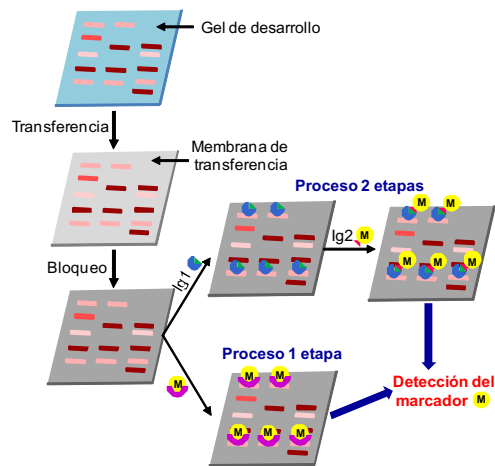 Gel de desarrollo
Transferencia
Membrana de
transferencia
Proceso 2 etapas
Bloqueo
Ig1
Ig2 M
M M
M M M
Proceso 1 etapa
M
M M
M M M
Detección del
marcador M